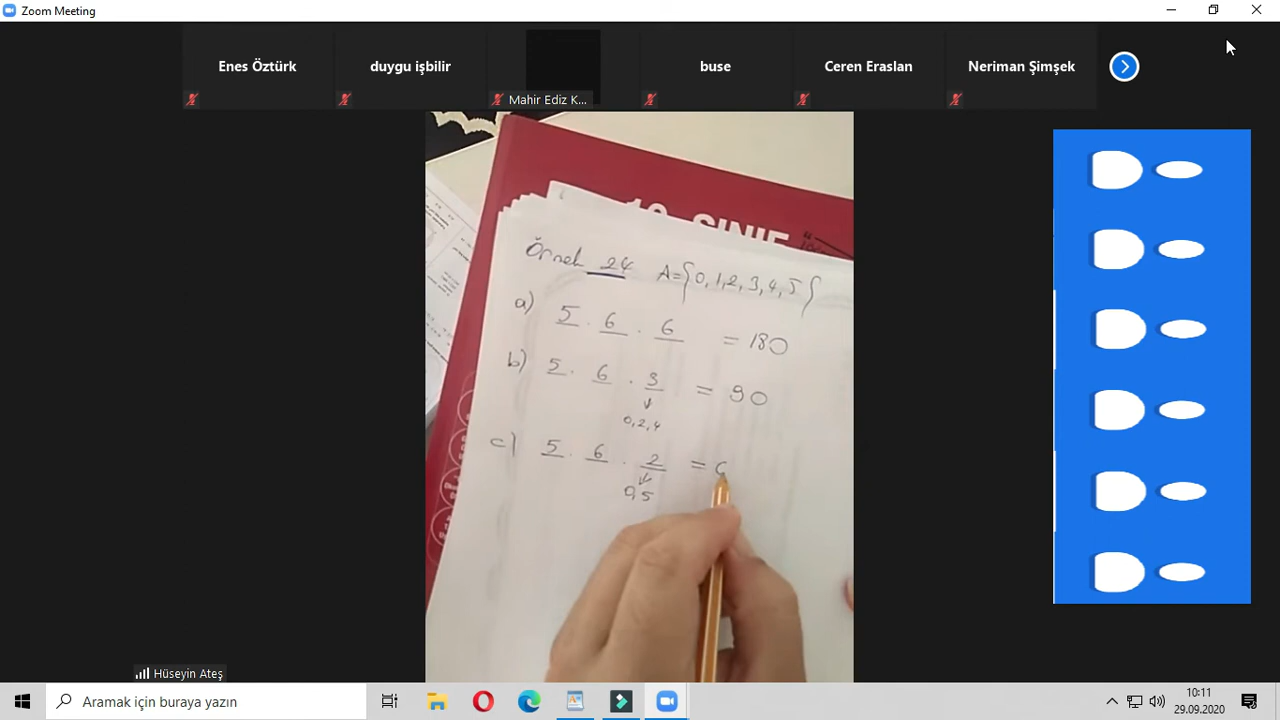 Zoom Meeting
Enes Öztürk
duygu işbilir
Mahir Ediz K...
buse
Ceren Eraslan
Neriman Şimşek
SINIF
Örnek 24 A={0,1,2,3,4,5}
a) 5 . 6 . 6 = 180
b) 5 . 6 . 3 = 90
0,2,4
c) 5 . 6 . 2 =
0,5
Hüseyin Ateş
Aramak için buraya yazın
10:11
29.09.2020